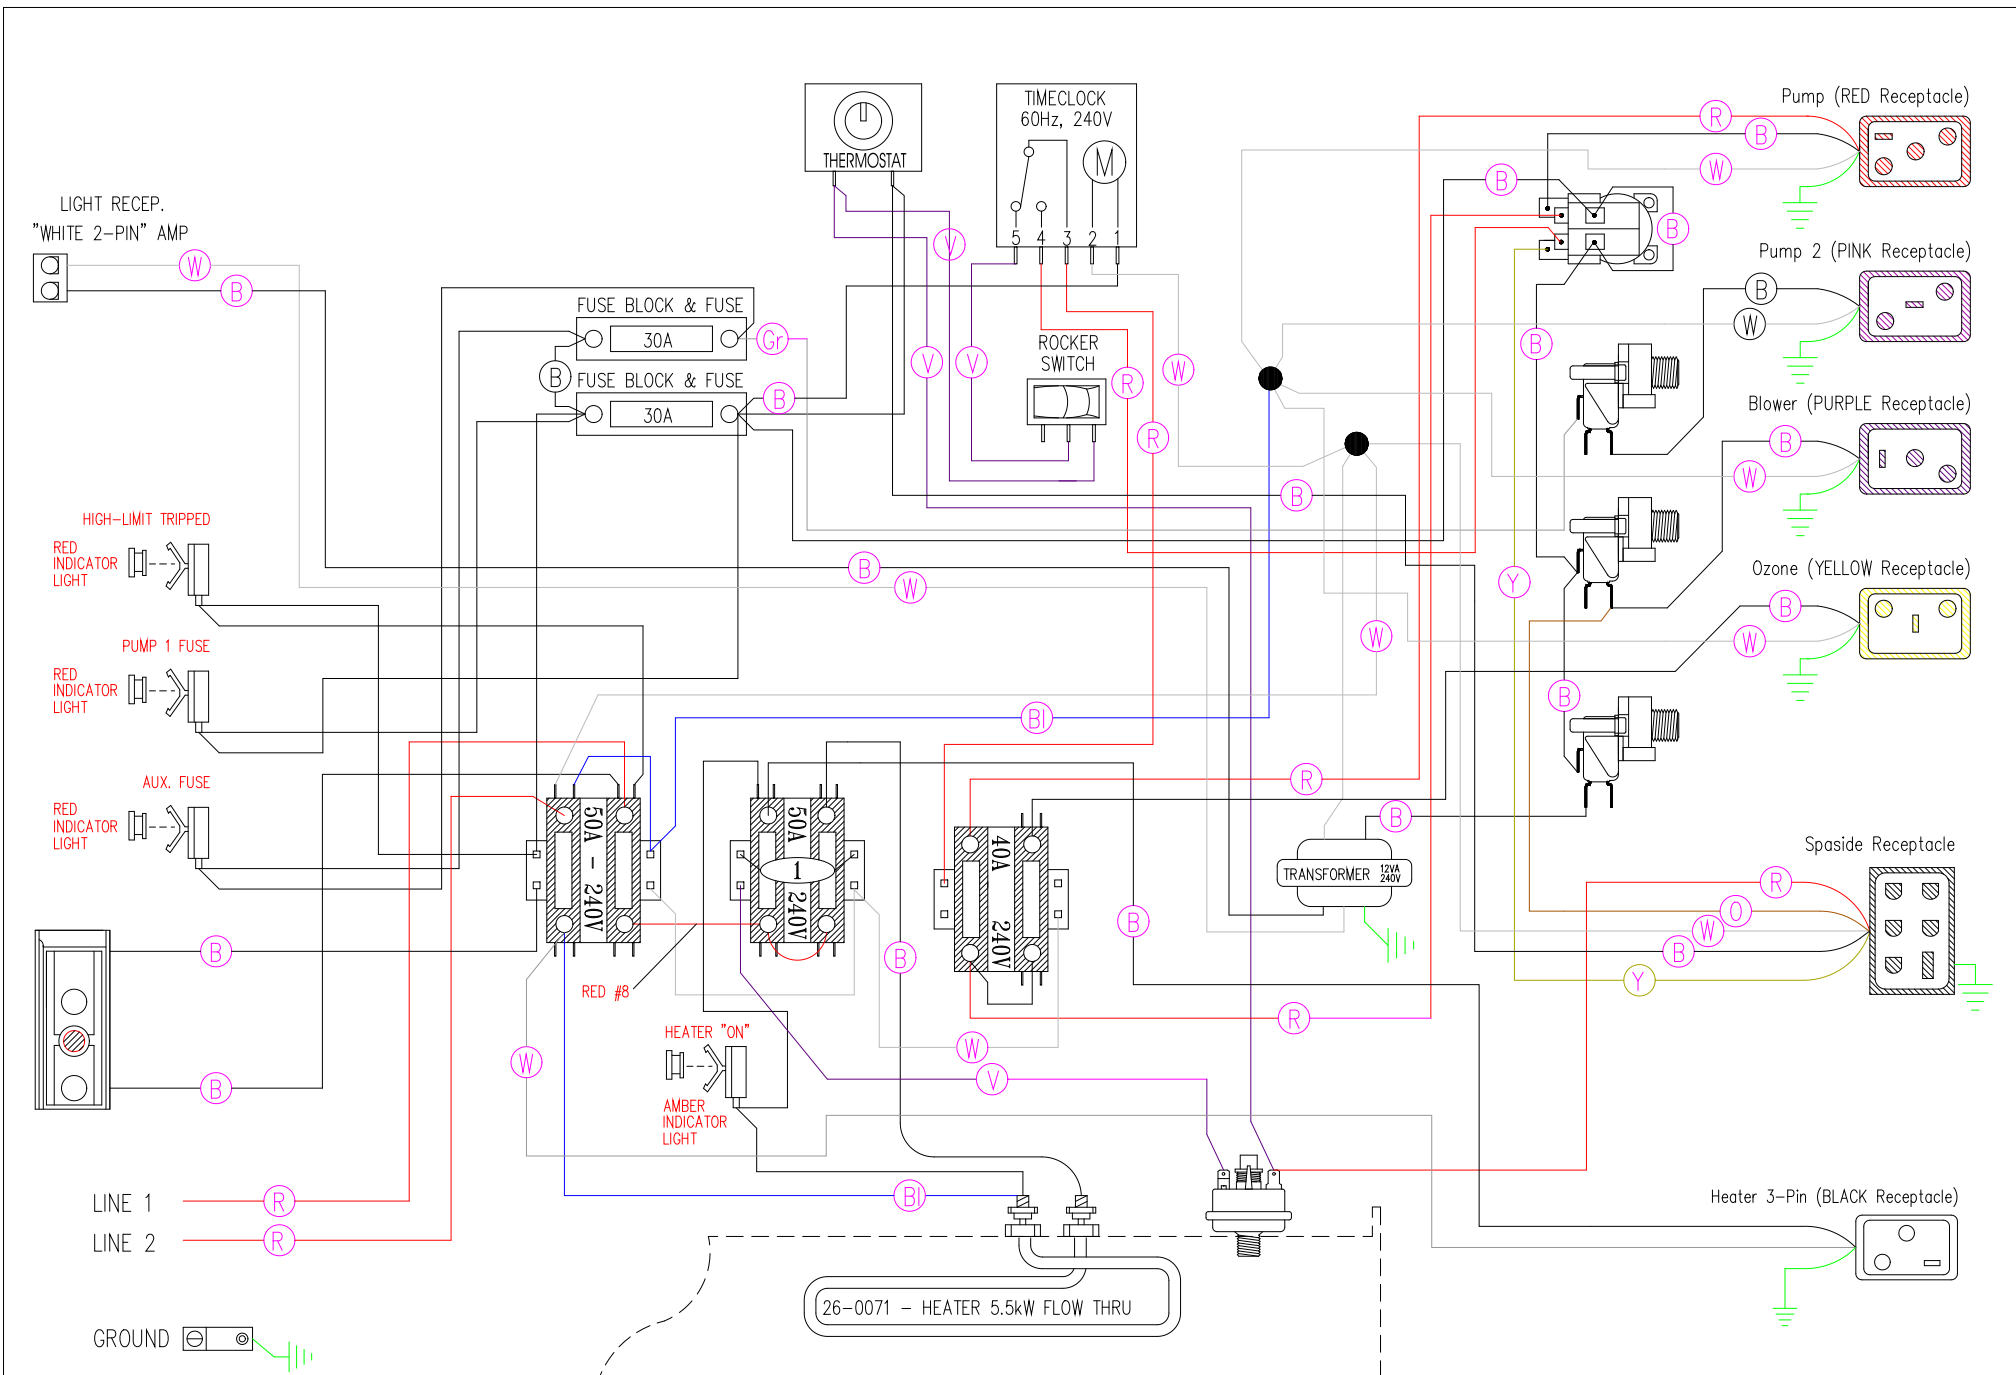 Pump (RED Receptacle)
R
B
W
TIMECLOCK
60Hz, 240V
M
5 4 3 2 1
THERMOSTAT
LIGHT RECEP.
"WHITE 2-PIN" AMP
W
B
B
B
V
Pump 2 (PINK Receptacle)
B
W
FUSE BLOCK & FUSE
30A
Gr
B
FUSE BLOCK & FUSE
30A
B
ROCKER
SWITCH
V
V
R
W
R
B
Blower (PURPLE Receptacle)
B
W
B
HIGH-LIMIT TRIPPED
RED
INDICATOR
LIGHT
B
W
Y
Ozone (YELLOW Receptacle)
B
W
W
PUMP 1 FUSE
RED
INDICATOR
LIGHT
B
Bl
AUX. FUSE
RED
INDICATOR
LIGHT
R
B
50A - 240V
50A 240V
1
40A 240V
TRANSFORMER 12VA
240V
Spaside Receptacle
R
O
W
B
Y
B
B
B
B
RED #8
R
W
W
V
HEATER "ON"
AMBER
INDICATOR
LIGHT
Bl
LINE 1
R
LINE 2
R
Heater 3-Pin (BLACK Receptacle)
26-0071 - HEATER 5.5kW FLOW THRU
GROUND